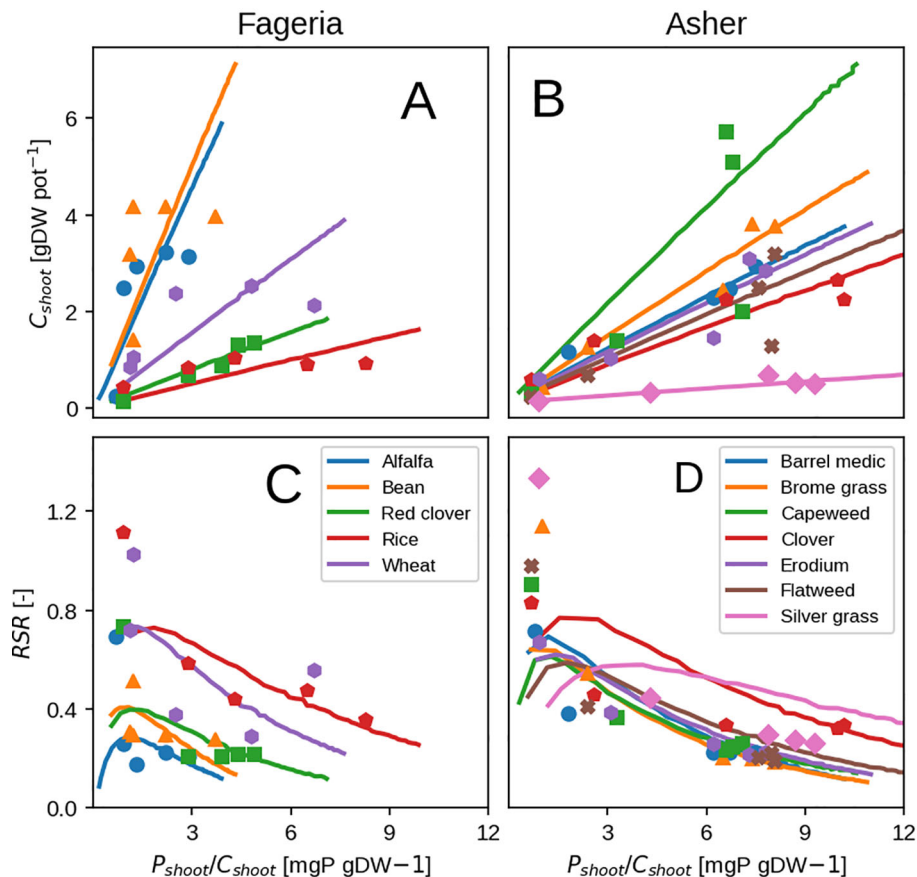 Fageria
Asher
A
B
C_shoot [gDW pot⁻¹]
6
4
2
0
C
D
Alfalfa
Bean
Red clover
Rice
Wheat
Barrel medic
Brome grass
Capeweed
Clover
Erodium
Flatweed
Silver grass
RSR [-]
1.2
0.8
0.4
0.0
3
6
9
12
3
6
9
12
P_shoot/C_shoot [mgP gDW−1]
P_shoot/C_shoot [mgP gDW−1]